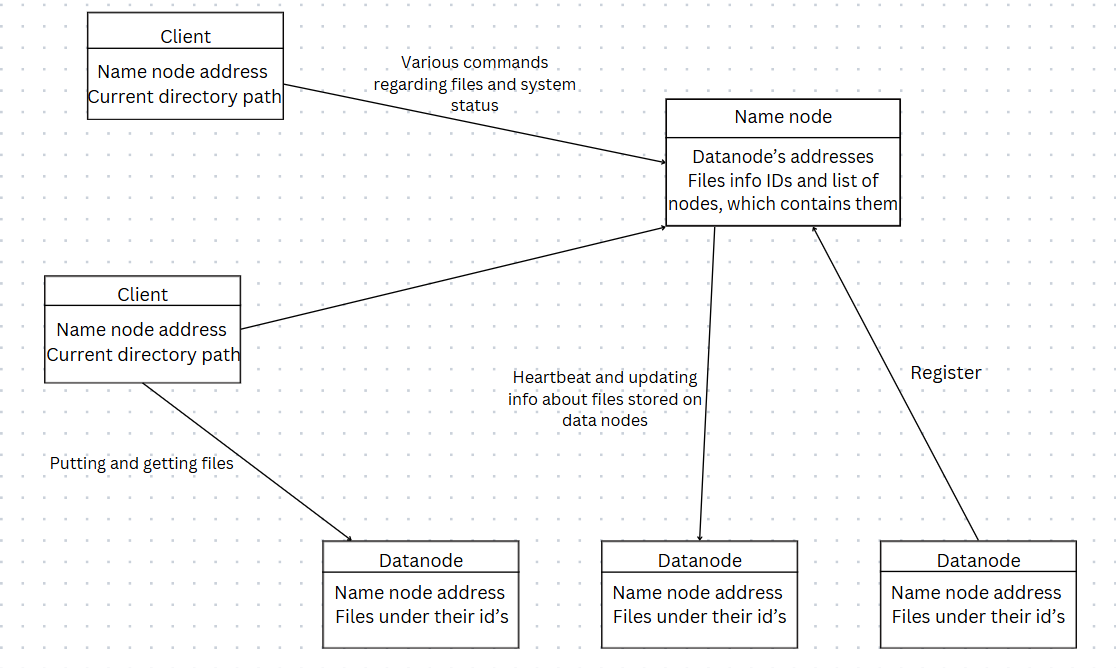 Client
Name node address
Current directory path
Various commands
regarding files and system
status
Name node
Datanode’s addresses
Files info IDs and list of
nodes, which contains them
Client
Name node address
Current directory path
Heartbeat and updating
info about files stored on
data nodes
Register
Putting and getting files
Datanode
Name node address
Files under their id’s
Datanode
Name node address
Files under their id’s
Datanode
Name node address
Files under their id’s